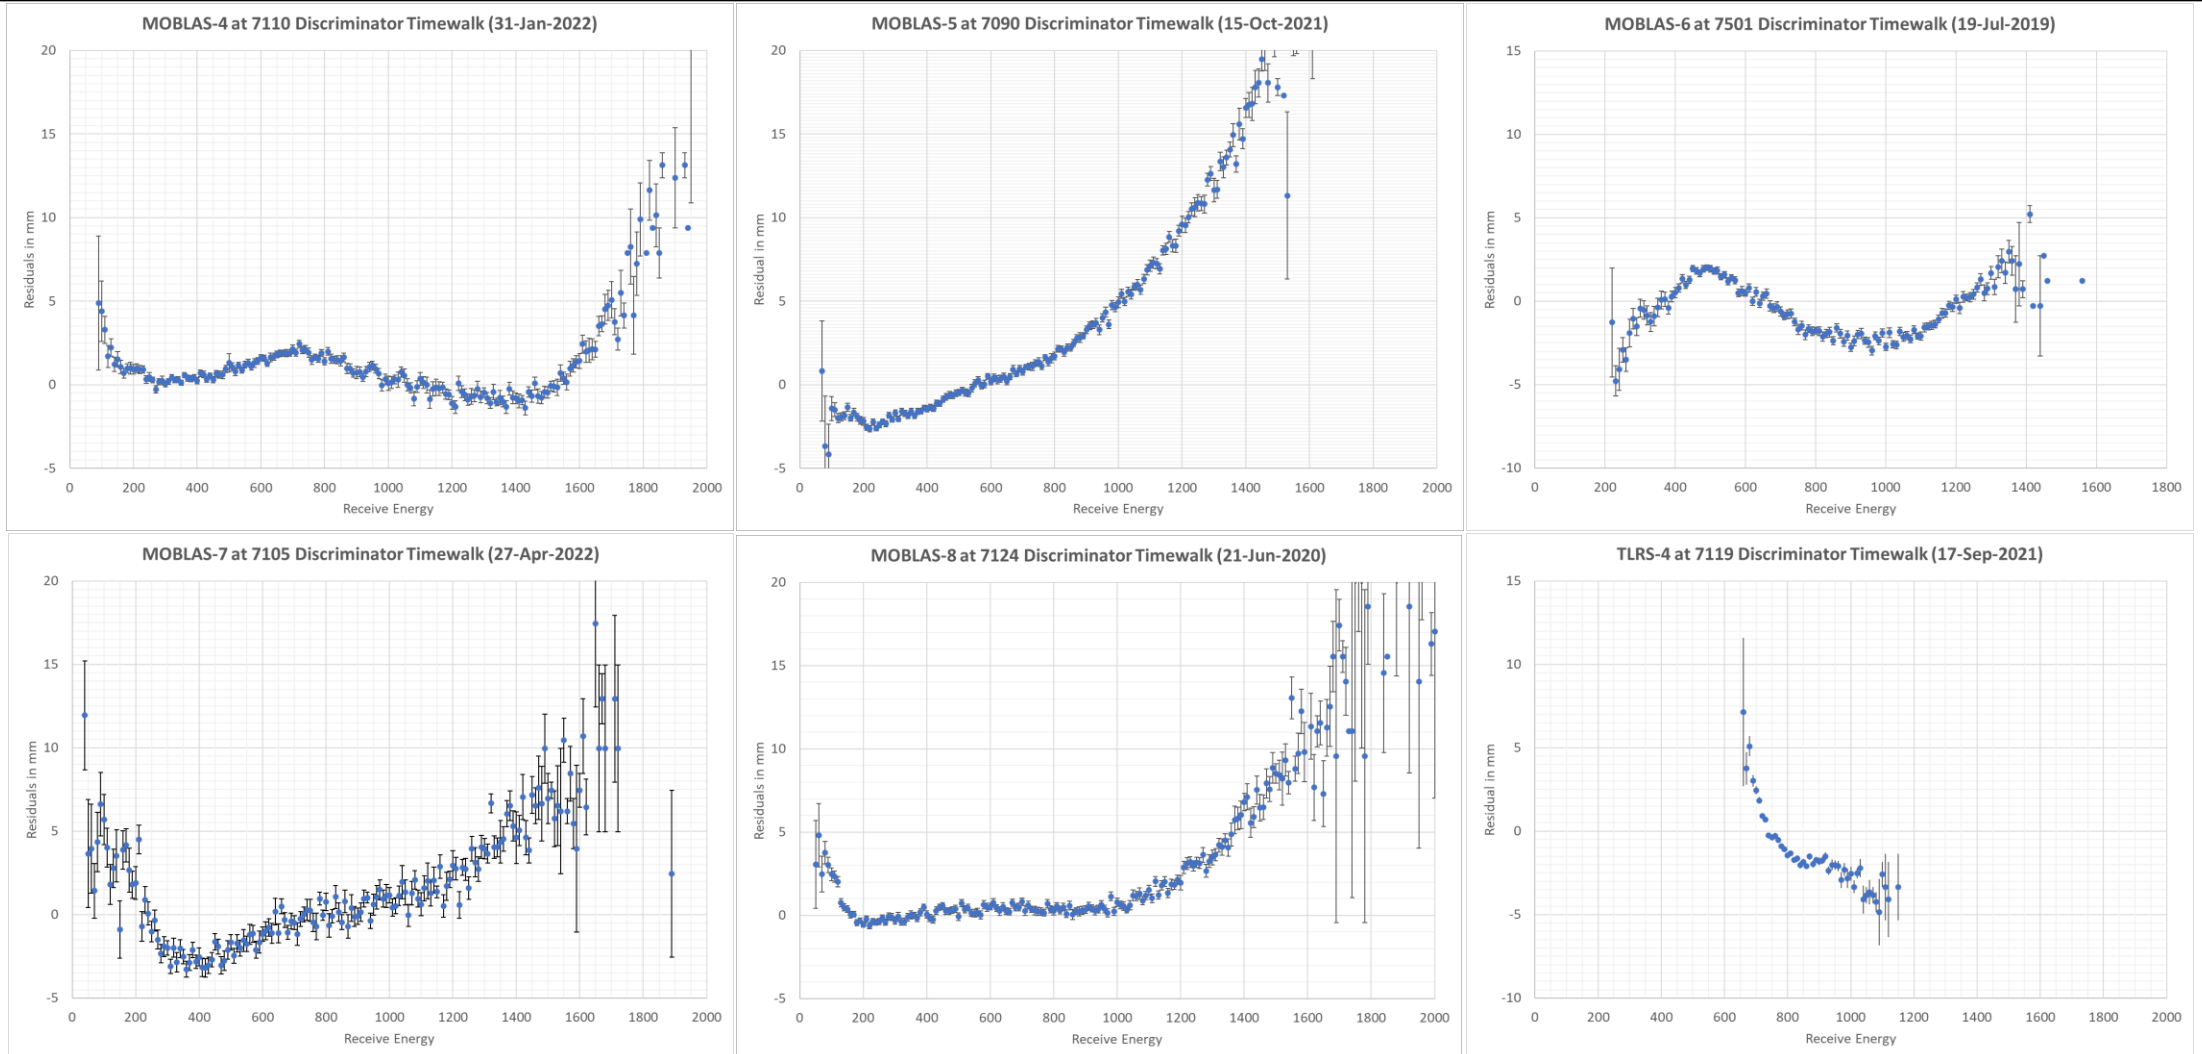 MOBLAS-4 at 7110 Discriminator Timewalk (31-Jan-2022)
20
15
10
5
0
-5
Residuals in mm
0 200 400 600 800 1000 1200 1400 1600 1800 2000
Receive Energy
MOBLAS-5 at 7090 Discriminator Timewalk (15-Oct-2021)
20
15
10
5
0
-5
Residual in mm
0 200 400 600 800 1000 1200 1400 1600 1800 2000
Receive Energy
MOBLAS-6 at 7501 Discriminator Timewalk (19-Jul-2019)
15
10
5
0
-5
-10
Residuals in mm
0 200 400 600 800 1000 1200 1400 1600 1800
Receive Energy
MOBLAS-7 at 7105 Discriminator Timewalk (27-Apr-2022)
20
15
10
5
0
-5
Residuals in mm
0 200 400 600 800 1000 1200 1400 1600 1800 2000
Receive Energy
MOBLAS-8 at 7124 Discriminator Timewalk (21-Jun-2020)
20
15
10
5
0
-5
Residuals in mm
0 200 400 600 800 1000 1200 1400 1600 1800 2000
Receive Energy
TLRS-4 at 7119 Discriminator Timewalk (17-Sep-2021)
15
10
5
0
-5
-10
Residual in mm
0 200 400 600 800 1000 1200 1400 1600 1800 2000
Receive Energy